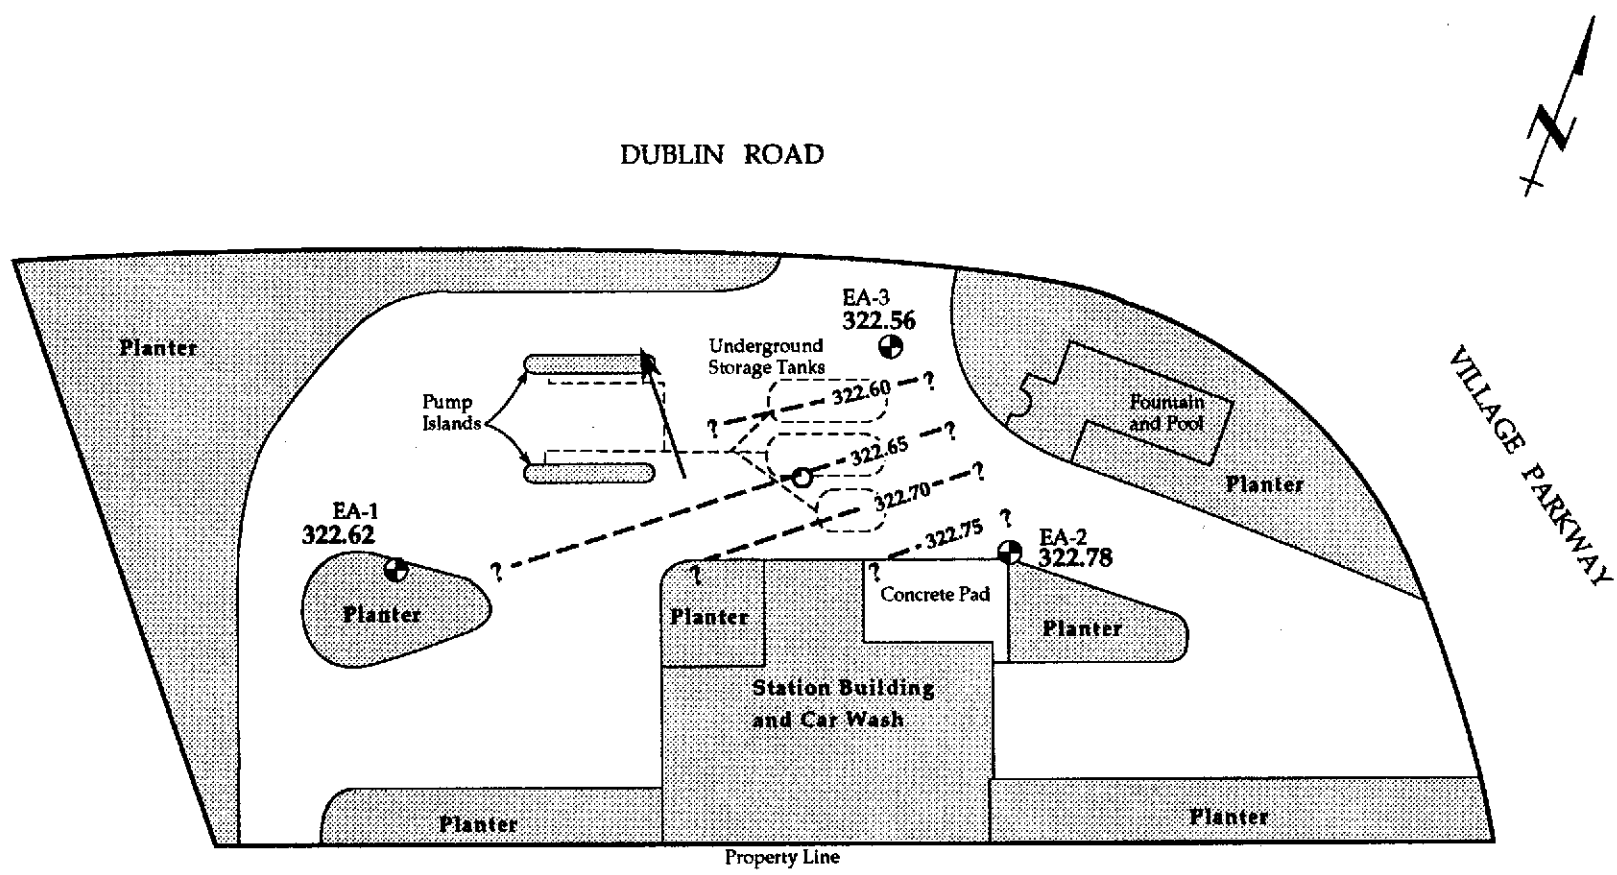 N
DUBLIN ROAD
VILLAGE PARKWAY
EA-3
322.56
Underground
Storage Tanks
Planter
Pump
Islands
322.60
?
?
322.65
?
?
322.70
?
?
322.75
?
?
Fountain
and Pool
Planter
EA-1
322.62
EA-2
322.78
Planter
Planter
Concrete Pad
Planter
Station Building
and Car Wash
Planter
Planter
Property Line